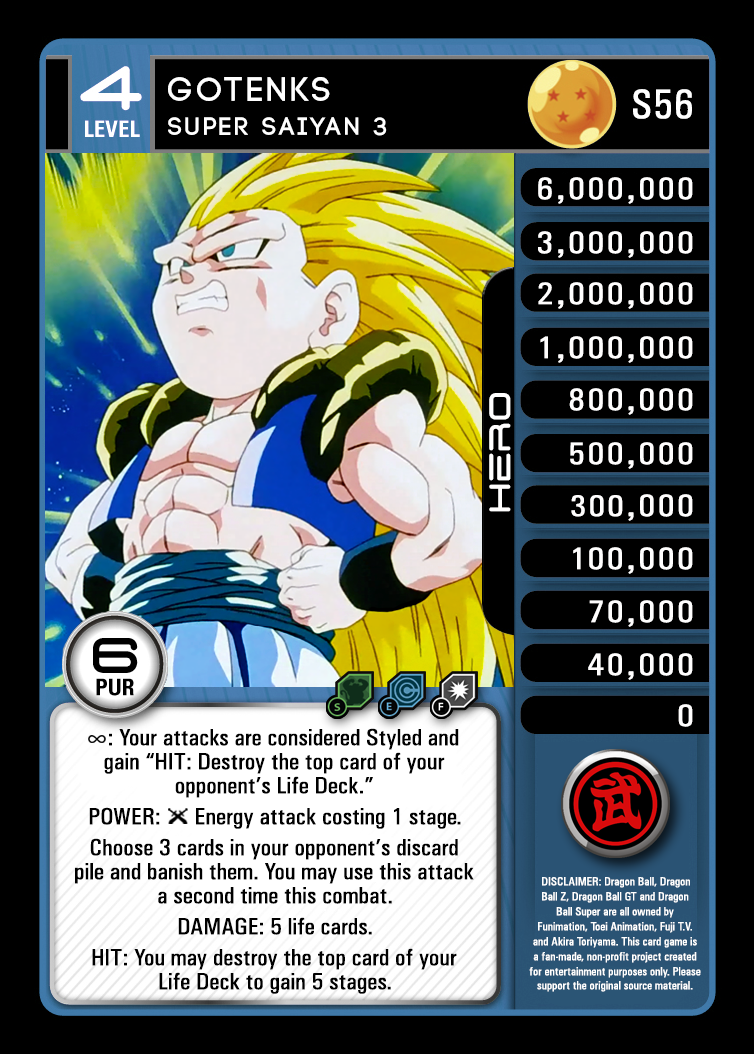 4
LEVEL
GOTENKS
SUPER SAIYAN 3
S56
6,000,000
3,000,000
2,000,000
1,000,000
800,000
500,000
300,000
100,000
70,000
40,000
0
HERO
6
PUR
S E F
∞: Your attacks are considered Styled and
gain “HIT: Destroy the top card of your
opponent’s Life Deck.”
POWER: Energy attack costing 1 stage.
Choose 3 cards in your opponent’s discard
pile and banish them. You may use this attack
a second time this combat.
DAMAGE: 5 life cards.
HIT: You may destroy the top card of your
Life Deck to gain 5 stages.
武
DISCLAIMER: Dragon Ball, Dragon
Ball Z, Dragon Ball GT and Dragon
Ball Super are all owned by
Funimation, Toei Animation, Fuji T.V.
and Akira Toriyama. This card game is
a fan-made, non-profit project created
for entertainment purposes only. Please
support the original source material.